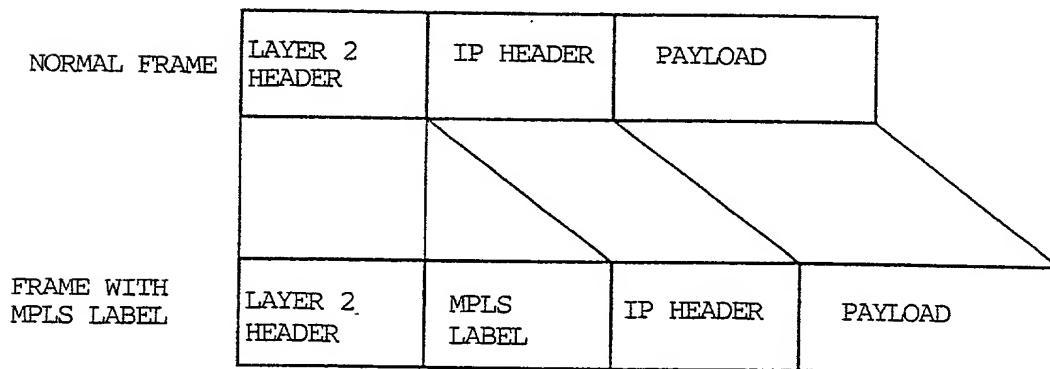 NORMAL FRAME
LAYER 2
HEADER
IP HEADER
PAYLOAD
FRAME WITH
MPLS LABEL
LAYER 2
HEADER
MPLS
LABEL
IP HEADER
PAYLOAD